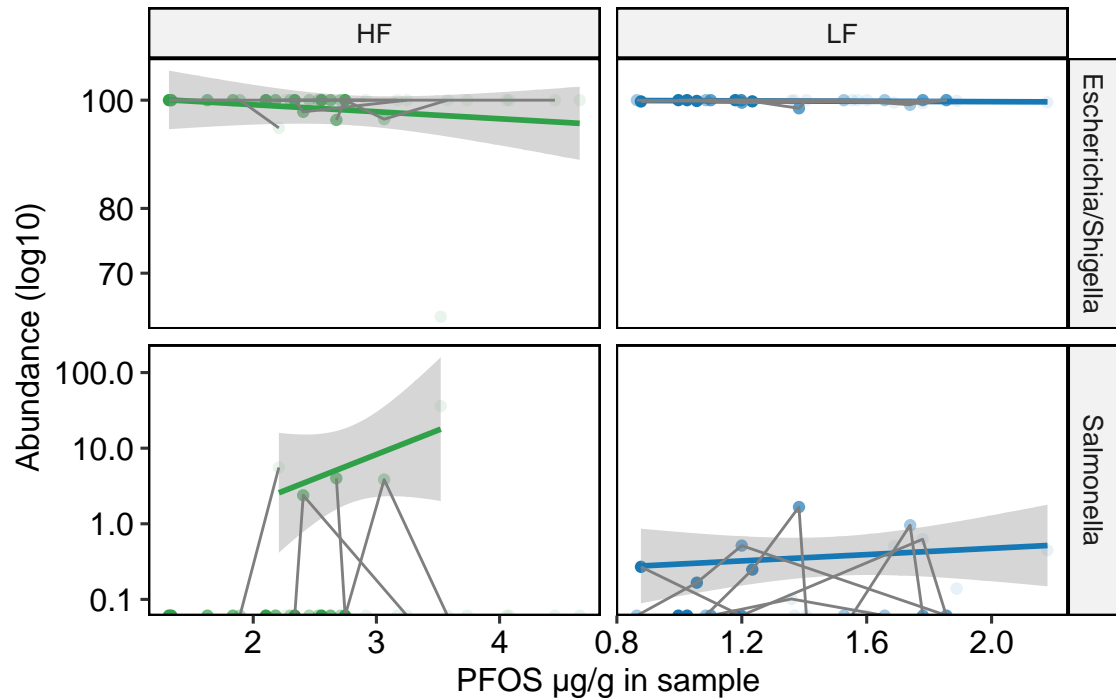 HF
LF
100
80
70
Escherichia/Shigella
100.0
10.0
1.0
0.1
Salmonella
Abundance (log10)
2
3
4
0.8
1.2
1.6
2.0
PFOS µg/g in sample